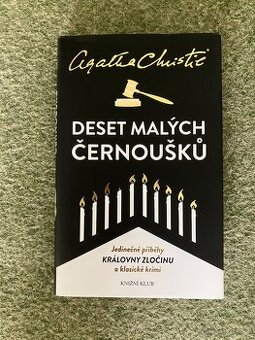 Agatha Christie
DESET MALÝCH
ČERNOUŠKŮ
Jedinečné příběhy
KRÁLOVNY ZLOČINU
a klasické krimi
KNIŽNÍ KLUB